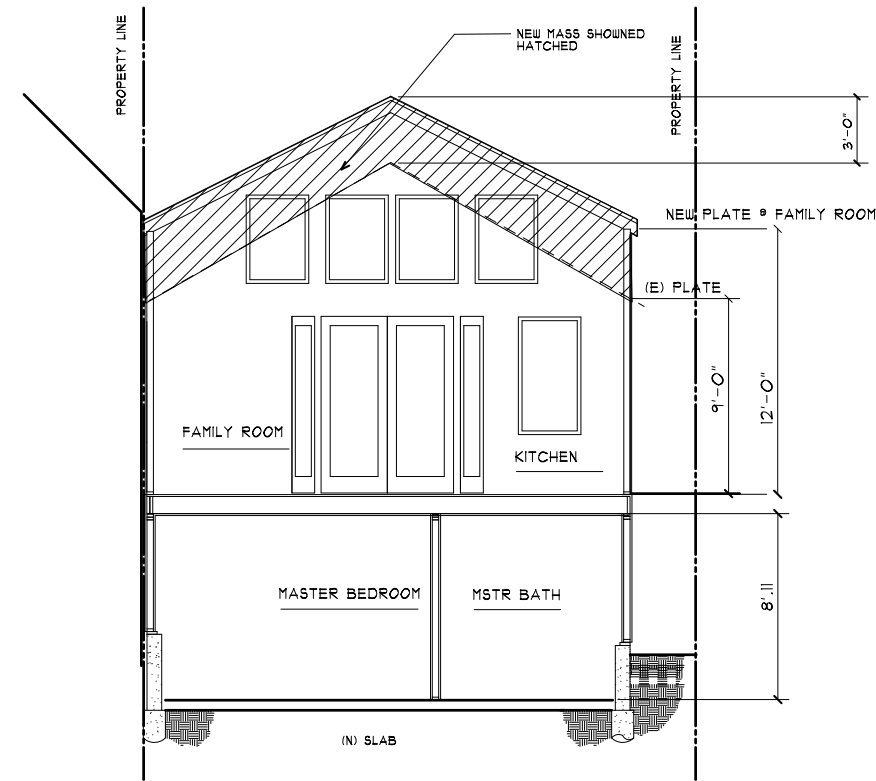 PROPERTY LINE
NEW MASS SHOWNED
HATCHED
PROPERTY LINE
3'-0"
NEW PLATE @ FAMILY ROOM
(E) PLATE
9'-0"
12'-0"
FAMILY ROOM
KITCHEN
MASTER BEDROOM
MSTR BATH
8'.11
(N) SLAB